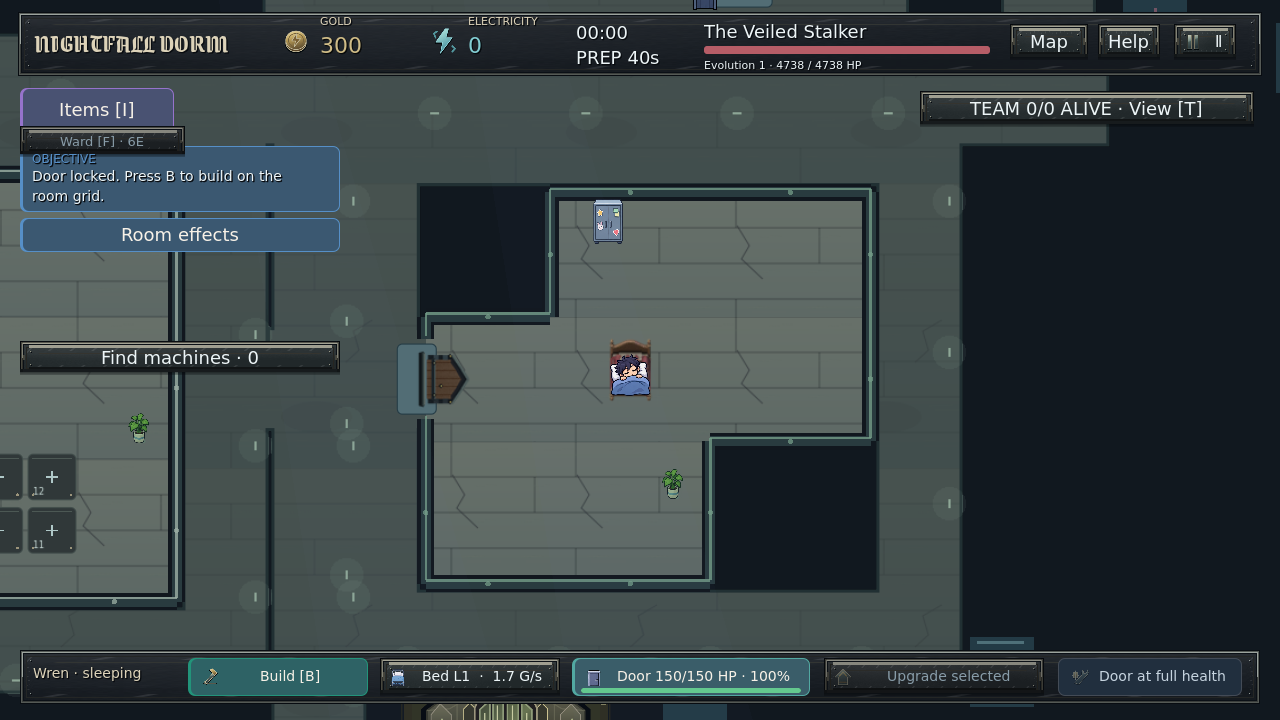 NIGHTFALL DORM
GOLD
300
ELECTRICITY
0
00:00
PREP 40s
The Veiled Stalker
Evolution 1 · 4738 / 4738 HP
Map
Help
II
Items [I]
Ward [F] · 6E
TEAM 0/0 ALIVE · View [T]
OBJECTIVE
Door locked. Press B to build on the
room grid.
Room effects
Find machines · 0
+
12
+
11
Wren · sleeping
Build [B]
Bed L1 · 1.7 G/s
Door 150/150 HP · 100%
Upgrade selected
Door at full health